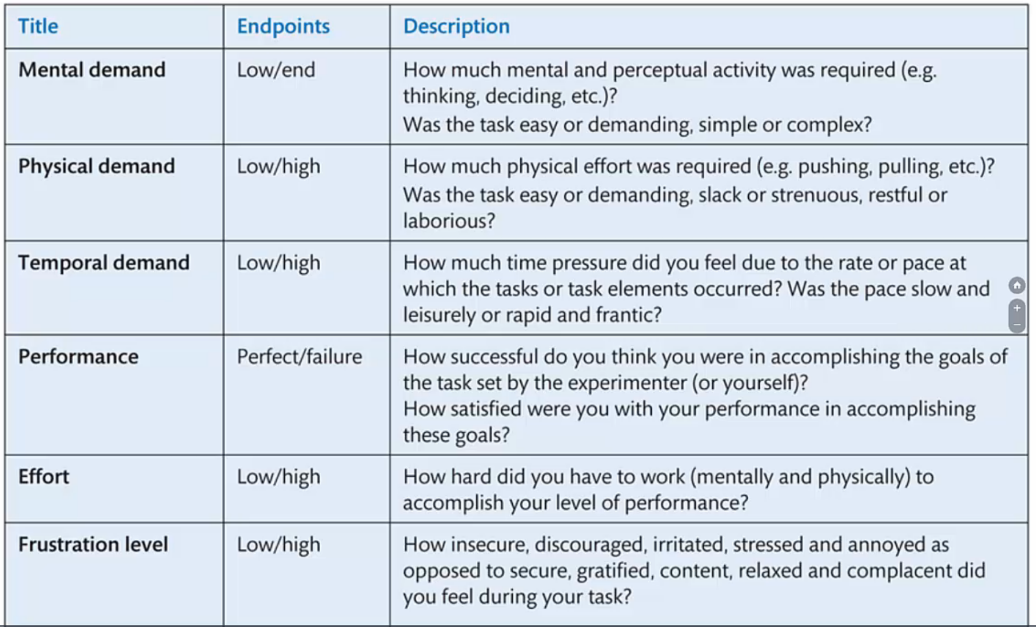 Title Endpoints Description
Mental demand Low/end How much mental and perceptual activity was required (e.g.
thinking, deciding, etc.)?
Was the task easy or demanding, simple or complex?
Physical demand Low/high How much physical effort was required (e.g. pushing, pulling, etc.)?
Was the task easy or demanding, slack or strenuous, restful or
laborious?
Temporal demand Low/high How much time pressure did you feel due to the rate or pace at
which the tasks or task elements occurred? Was the pace slow and
leisurely or rapid and frantic?
Performance Perfect/failure How successful do you think you were in accomplishing the goals of
the task set by the experimenter (or yourself)?
How satisfied were you with your performance in accomplishing
these goals?
Effort Low/high How hard did you have to work (mentally and physically) to
accomplish your level of performance?
Frustration level Low/high How insecure, discouraged, irritated, stressed and annoyed as
opposed to secure, gratified, content, relaxed and complacent did
you feel during your task?